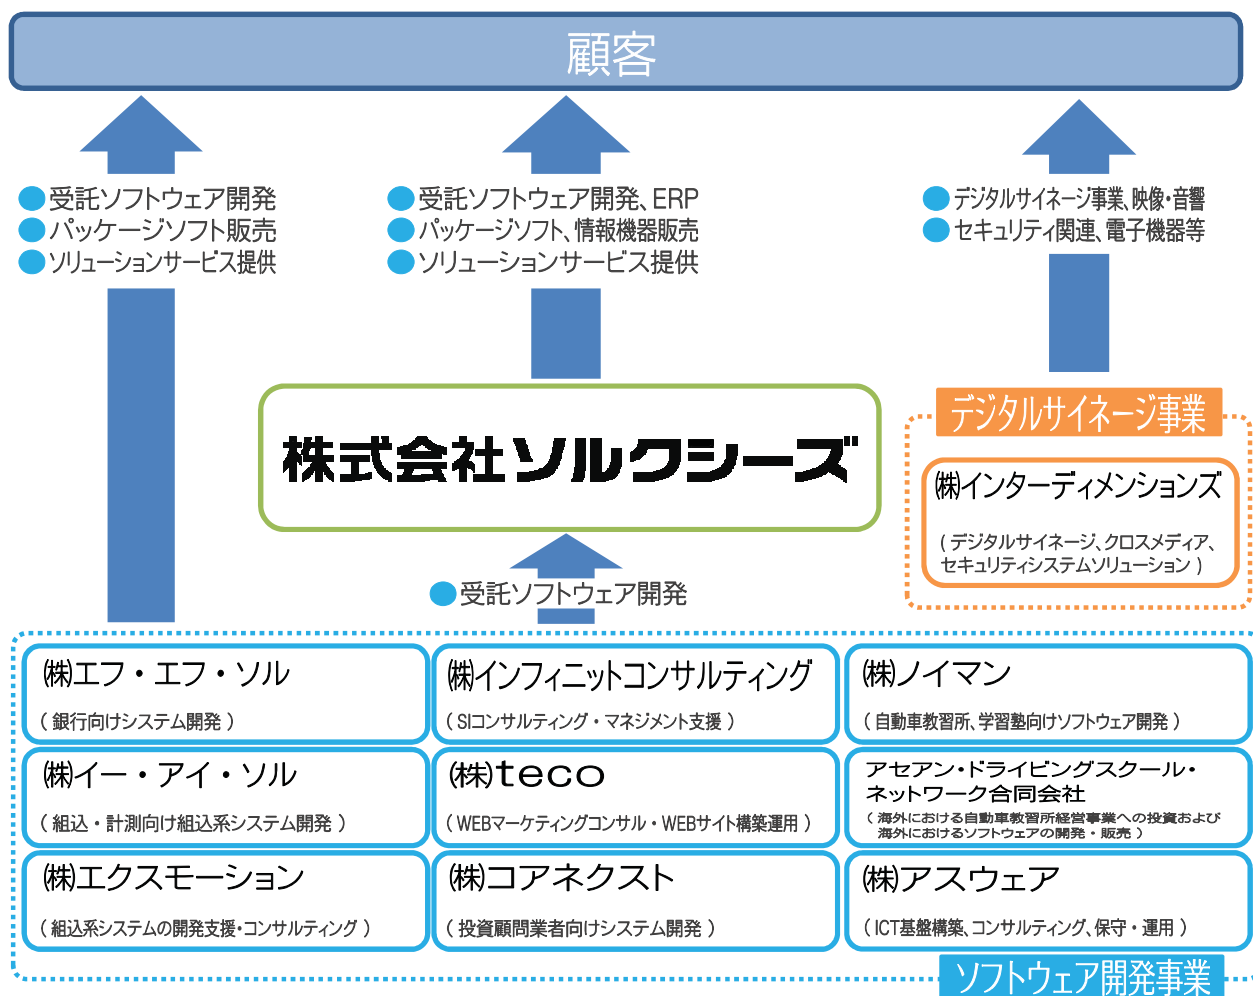 顧客
●受託ソフトウェア開発
●パッケージソフト販売
●ソリューションサービス提供
●受託ソフトウェア開発、ERP
●パッケージソフト、情報機器販売
●ソリューションサービス提供
●デジタルサイネージ事業、映像・音響
●セキュリティ関連、電子機器等
株式会社ソルクシーズ
デジタルサイネージ事業
㈱インターディメンションズ
(デジタルサイネージ、クロスメディア、
セキュリティシステムソリューション)
●受託ソフトウェア開発
㈱エフ・エフ・ソル
(銀行向けシステム開発)
㈱インフィニットコンサルティング
(SIコンサルティング・マネジメント支援)
㈱ノイマン
(自動車教習所、学習塾向けソフトウェア開発)
㈱イー・アイ・ソル
(組込・計測向け組込系システム開発)
㈱teco
(WEBマーケティングコンサル・WEBサイト構築運用)
アセアン・ドライビングスクール・
ネットワーク合同会社
(海外における自動車教習所経営事業への投資および
海外におけるソフトウェアの開発・販売)
㈱エクスモーション
(組込系システムの開発支援・コンサルティング)
㈱コアネクスト
(投資顧問業者向けシステム開発)
㈱アスウェア
(ICT基盤構築、コンサルティング、保守・運用)
ソフトウェア開発事業